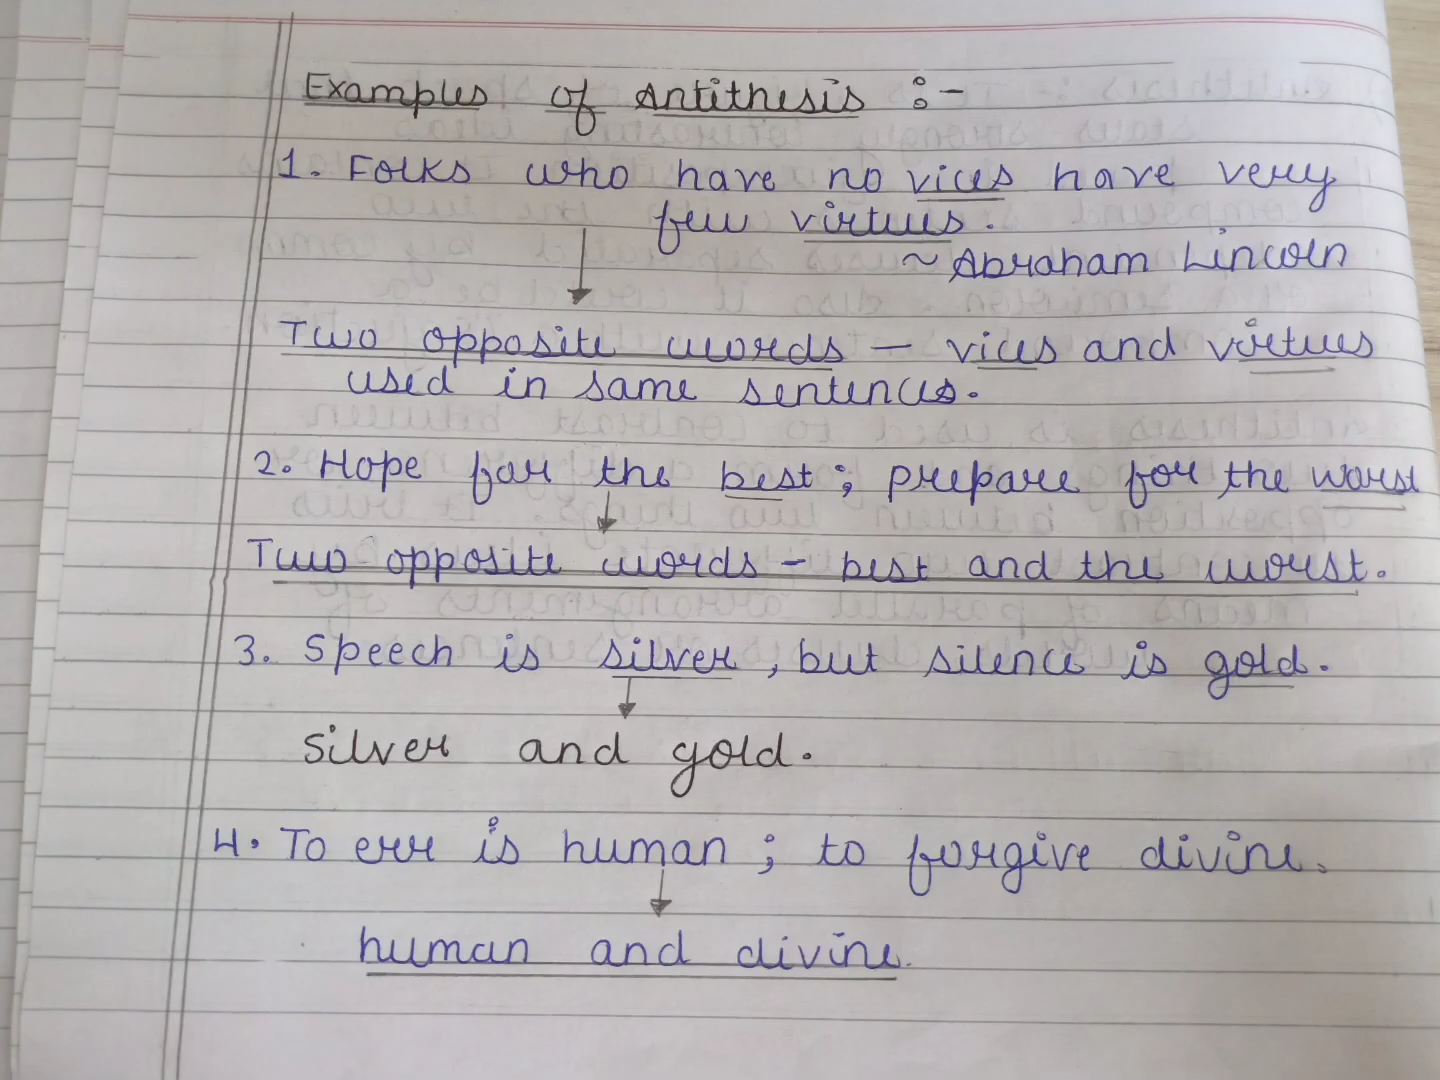 Examples of Antithesis :-
1. Folks who have no vices have very
few virtues.
~ Abraham Lincoln
Two opposite words - vices and virtues
used in same sentences.
2. Hope for the best; prepare for the worst
Two opposite words - best and the worst.
3. Speech is silver, but silence is gold.
silver and gold.
4. To err is human; to forgive divine.
human and divine.